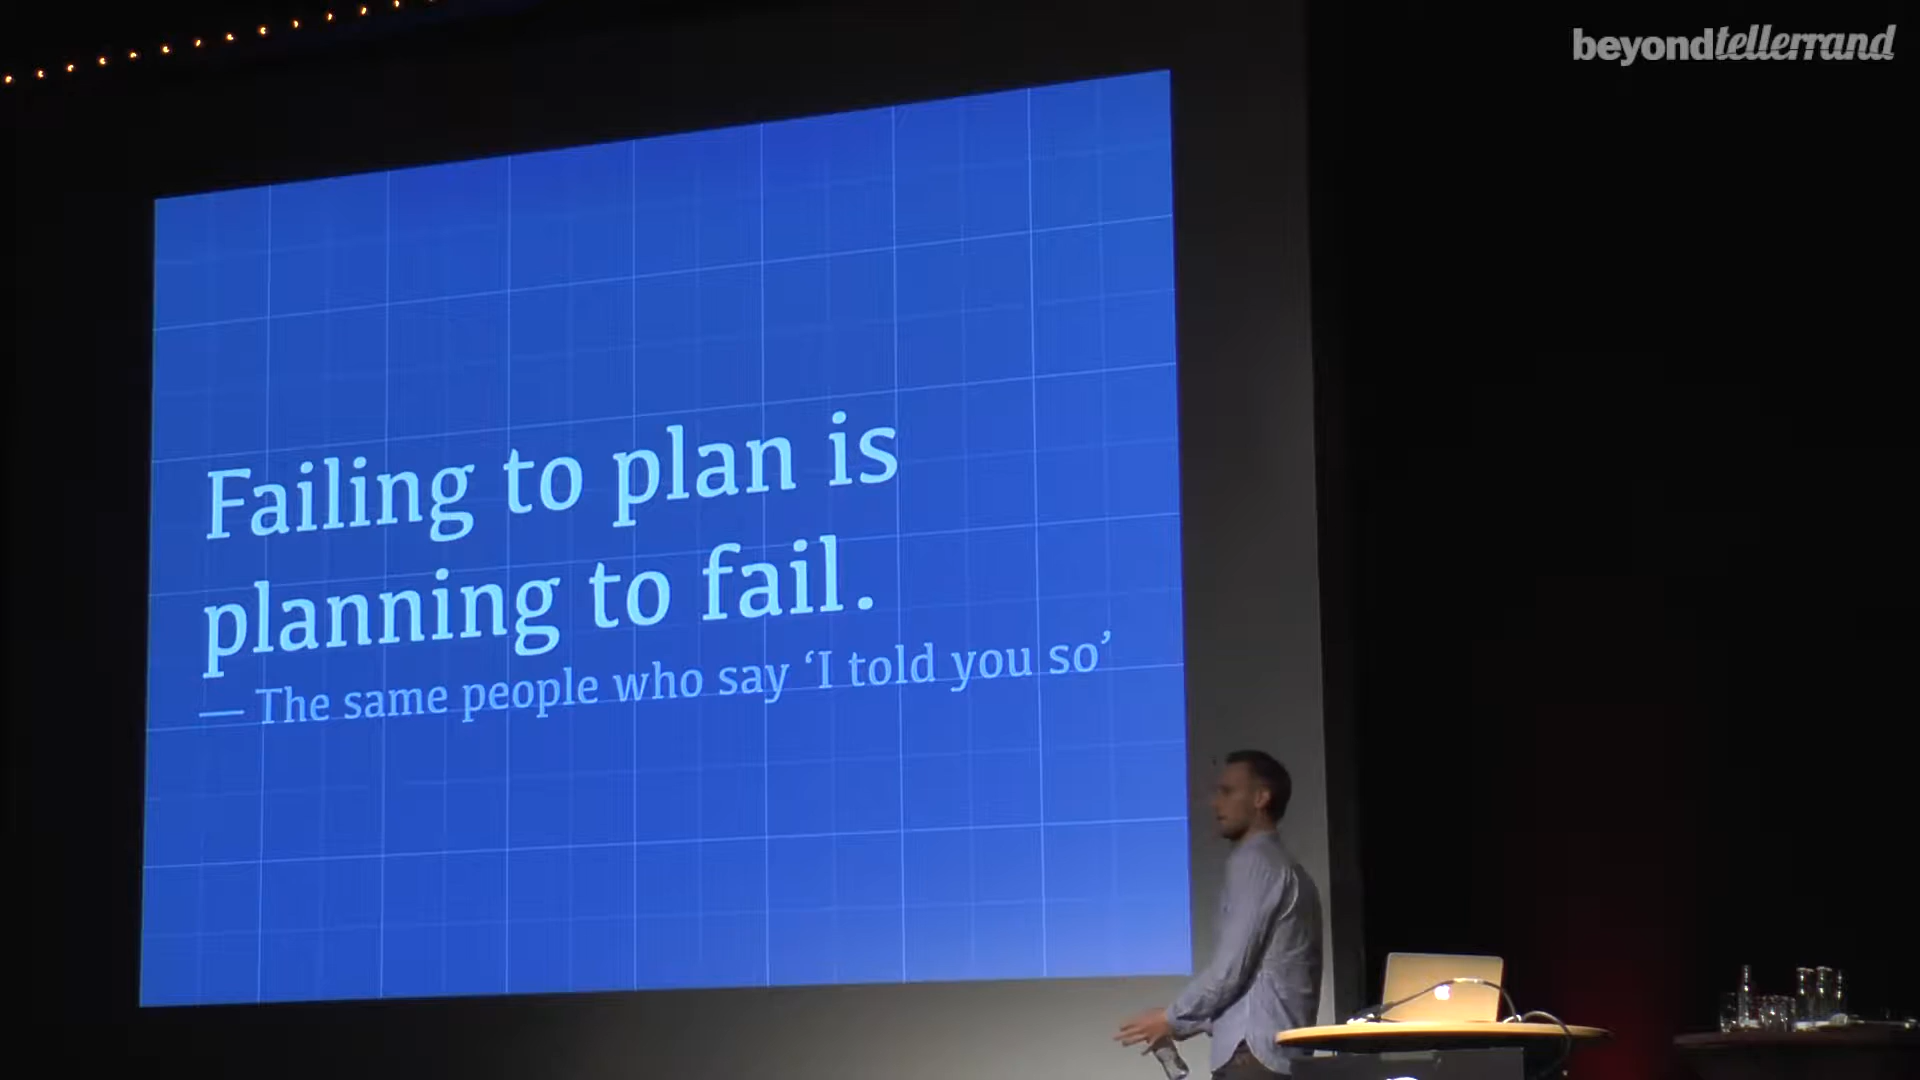 beyondtellerrand
Failing to plan is
planning to fail.
— The same people who say ‘I told you so’